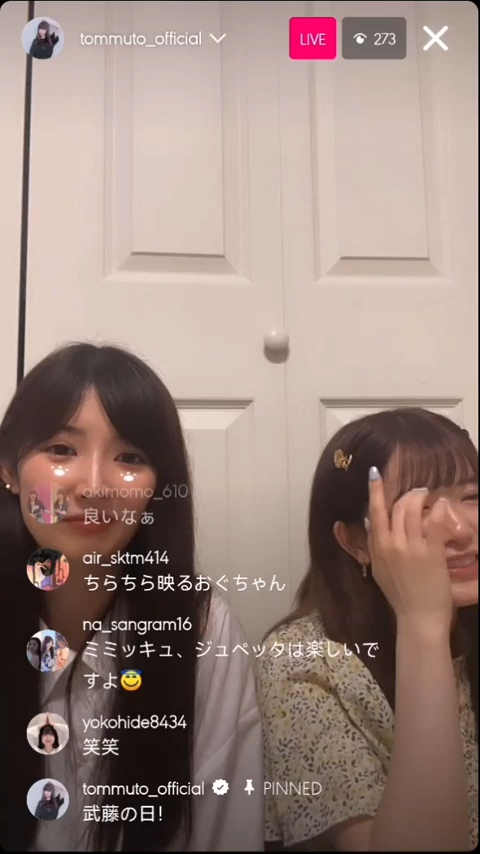 tommuto_official
LIVE
273
akimomo_610
良いなぁ
air_sktm414
ちらちら映るおぐちゃん
na_sangram16
ミミッキュ、ジュペッタは楽しいで
すよ😇
yokohide8434
笑笑
tommuto_official PINNED
武藤の日!